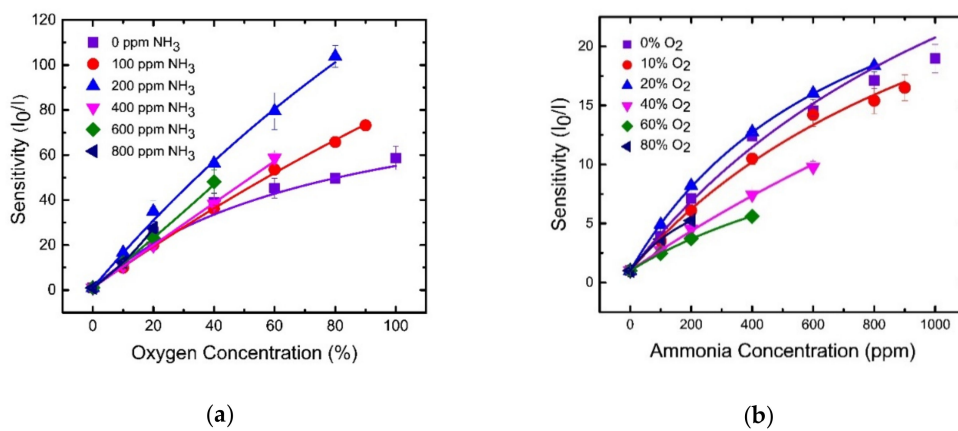 120
100
80
60
40
20
0
Sensitivity (I0/I)
0 ppm NH3
100 ppm NH3
200 ppm NH3
400 ppm NH3
600 ppm NH3
800 ppm NH3
0 20 40 60 80 100
Oxygen Concentration (%)
(a)
20
15
10
5
0
Sensitivity (I0/I)
0% O2
10% O2
20% O2
40% O2
60% O2
80% O2
0 200 400 600 800 1000
Ammonia Concentration (ppm)
(b)